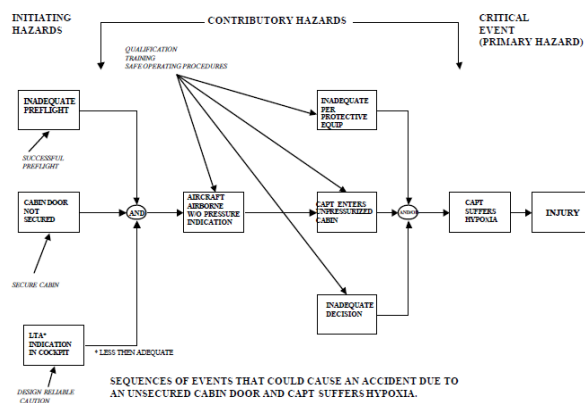 INITIATING
HAZARDS
CONTRIBUTORY HAZARDS
CRITICAL
EVENT
(PRIMARY HAZARD)
QUALIFICATION
TRAINING
SAFE OPERATING PROCEDURES
INADEQUATE
PREFLIGHT
SUCCESSFUL
PREFLIGHT
INADEQUATE
PER
PROTECTIVE
EQUIP
CABIN DOOR
NOT
SECURED
AND
AIRCRAFT
AIRBORNE
W/O PRESSURE
INDICATION
CAPT ENTERS
UNPRESSURIZED
CABIN
AND/OR
CAPT
SUFFERS
HYPOXIA
INJURY
SECURE CABIN
INADEQUATE
DECISION
LTA*
INDICATION
IN COCKPIT
* LESS THEN ADEQUATE
DESIGN RELIABLE
CAUTION
SEQUENCES OF EVENTS THAT COULD CAUSE AN ACCIDENT DUE TO
AN UNSECURED CABIN DOOR AND CAPT SUFFERS HYPOXIA.